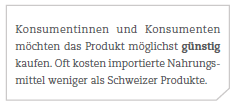 Konsumentinnen und Konsumenten
möchten das Produkt möglichst günstig
kaufen. Oft kosten importierte Nahrungs-
mittel weniger als Schweizer Produkte.